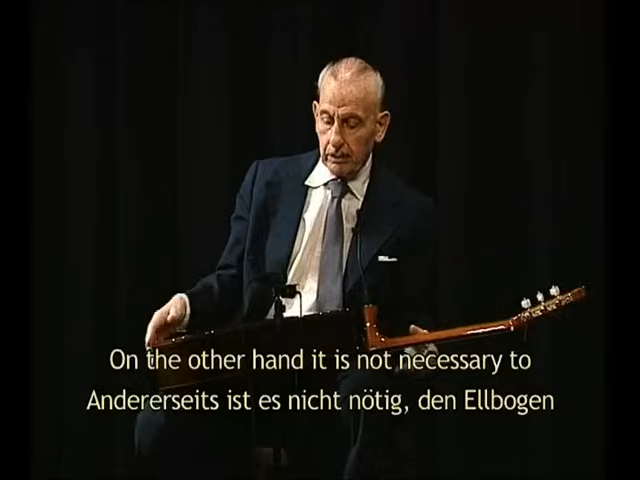 On the other hand it is not necessary to
Andererseits ist es nicht nötig, den Ellbogen